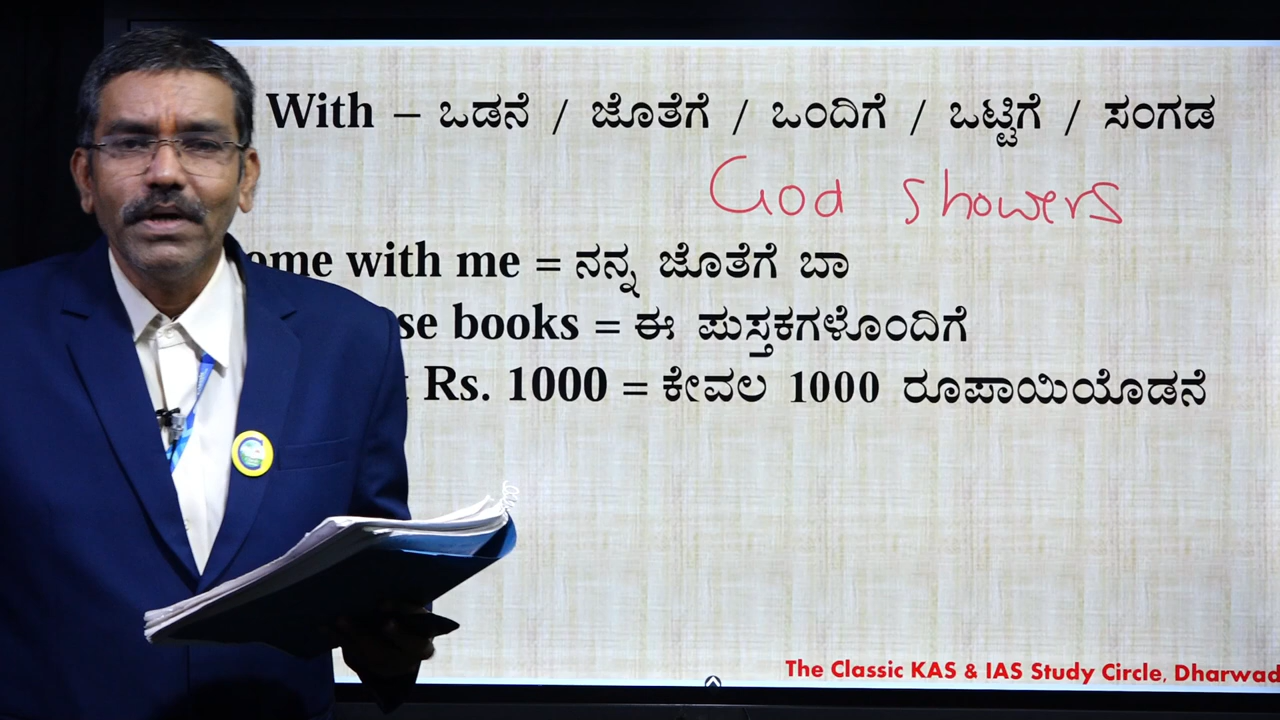 With – ಒಡನೆ / ಜೊತೆಗೆ / ಒಂದಿಗೆ / ಒಟ್ಟಿಗೆ / ಸಂಗಡ
God showers
ome with me = ನನ್ನ ಜೊತೆಗೆ ಬಾ
se books = ಈ ಪುಸ್ತಕಗಳೊಂದಿಗೆ
Rs. 1000 = ಕೇವಲ 1000 ರೂಪಾಯಿಯೊಡನೆ
The Classic KAS & IAS Study Circle, Dharwad